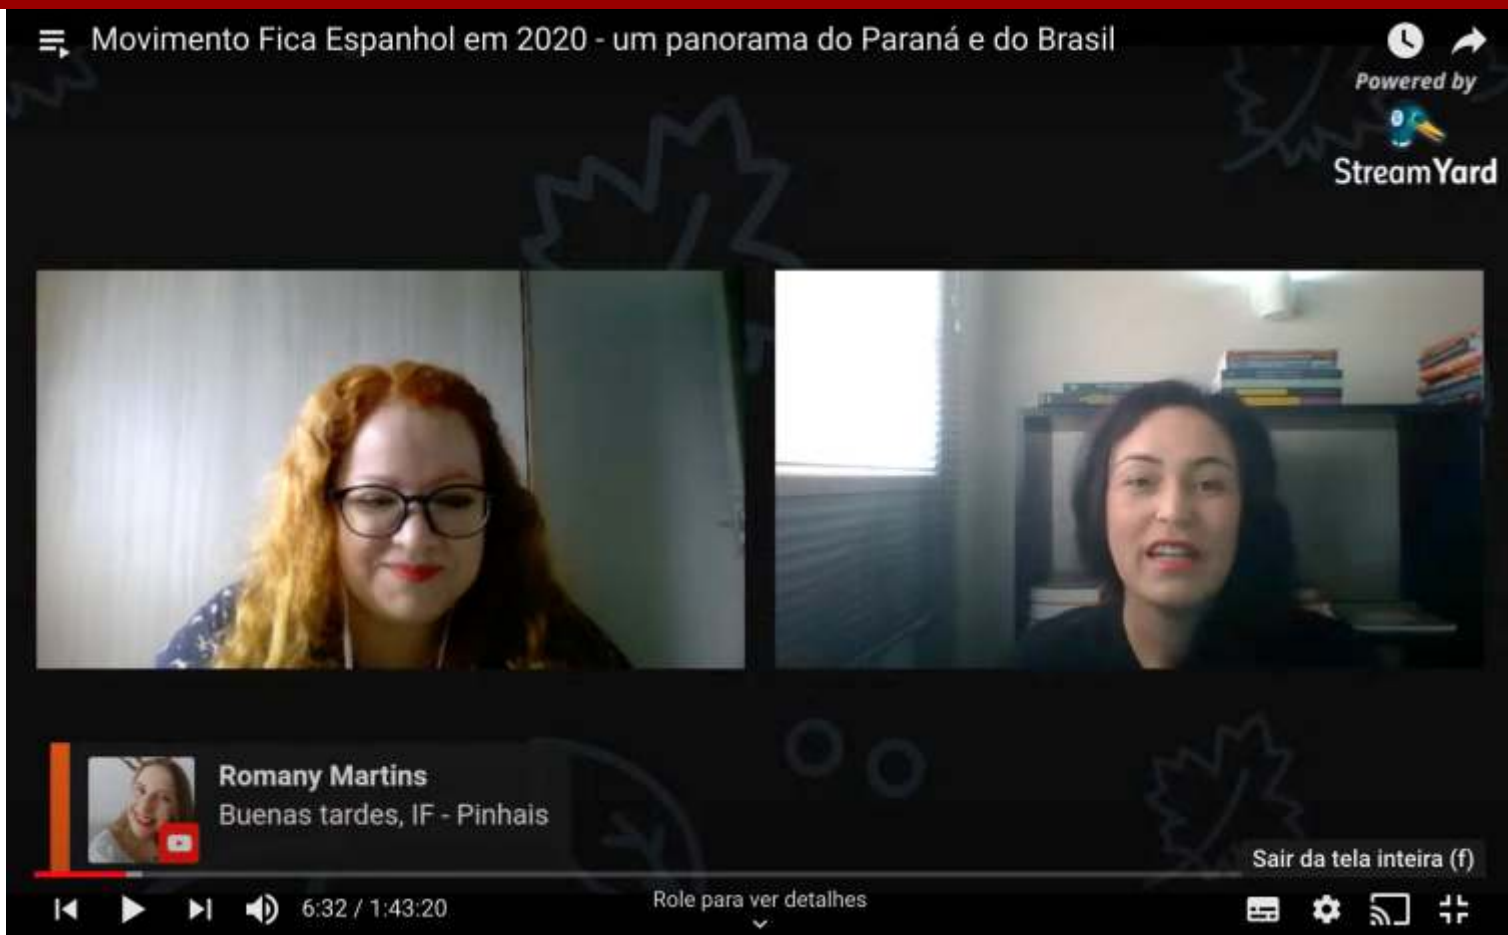 Movimento Fica Espanhol em 2020 - um panorama do Paraná e do Brasil
Powered by
StreamYard
Romany Martins
Buenas tardes, IF - Pinhais
Sair da tela inteira (f)
6:32 / 1:43:20
Role para ver detalhes